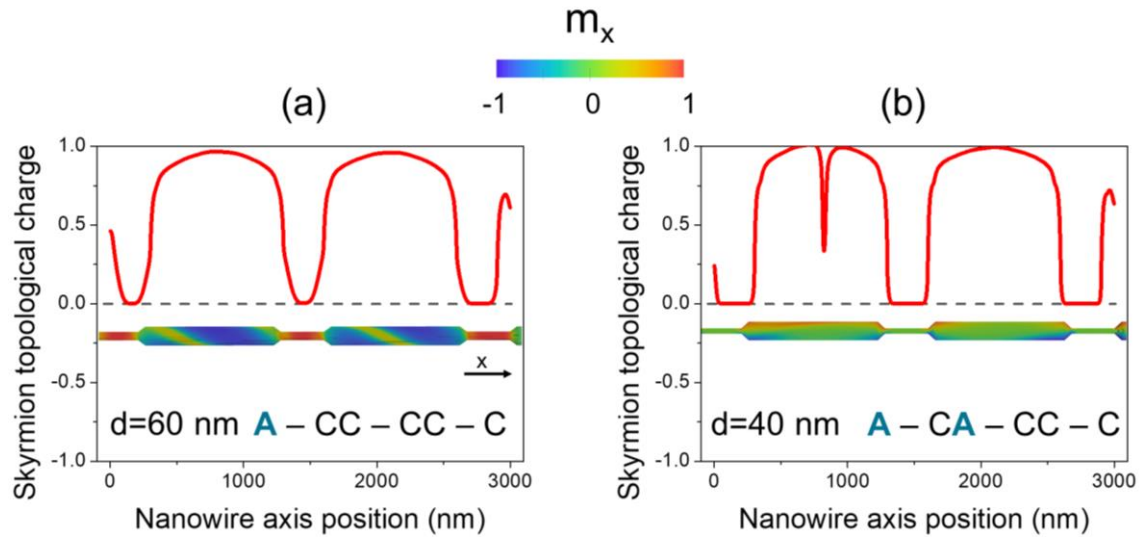 mₓ
-1 0 1
(a)
Skyrmion topological charge
1.0
0.5
0.0
-0.5
-1.0
x
d=60 nm A – CC – CC – C
0 1000 2000 3000
Nanowire axis position (nm)
(b)
Skyrmion topological charge
1.0
0.5
0.0
-0.5
-1.0
d=40 nm A – CA – CC – C
0 1000 2000 3000
Nanowire axis position (nm)